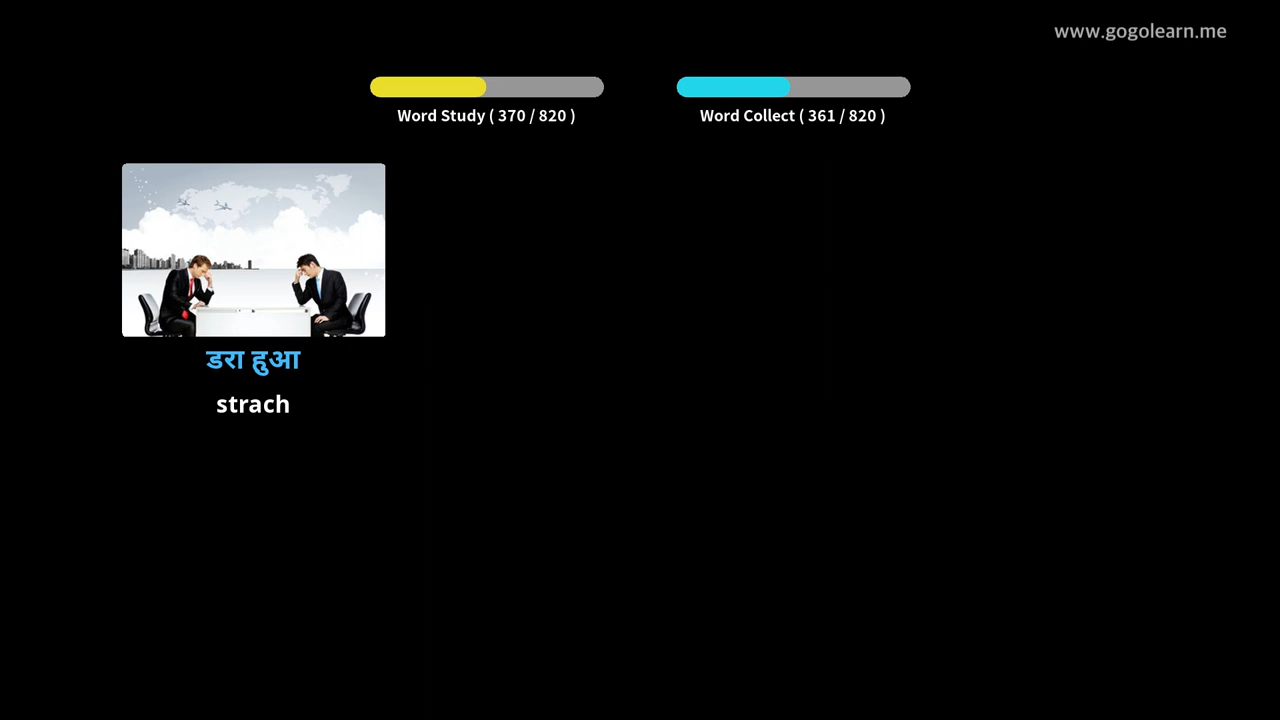 www.gogolearn.me
Word Study ( 370 / 820 )
Word Collect ( 361 / 820 )
डरा हुआ
strach